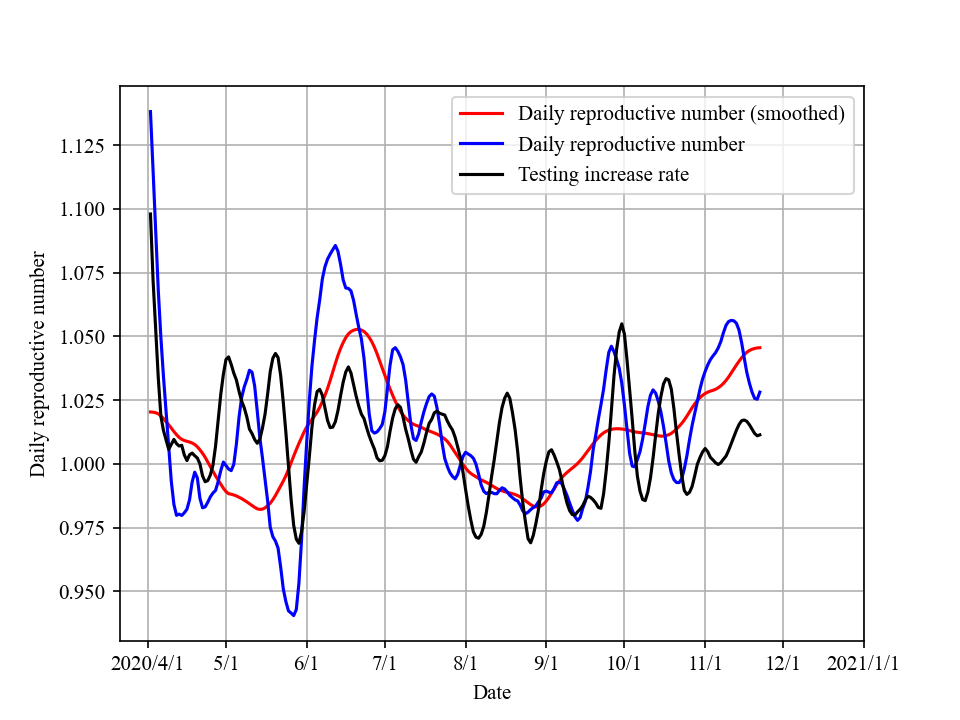 Daily reproductive number (smoothed)
Daily reproductive number
Testing increase rate
Daily reproductive number
1.125
1.100
1.075
1.050
1.025
1.000
0.975
0.950
2020/4/1 5/1 6/1 7/1 8/1 9/1 10/1 11/1 12/1 2021/1/1
Date